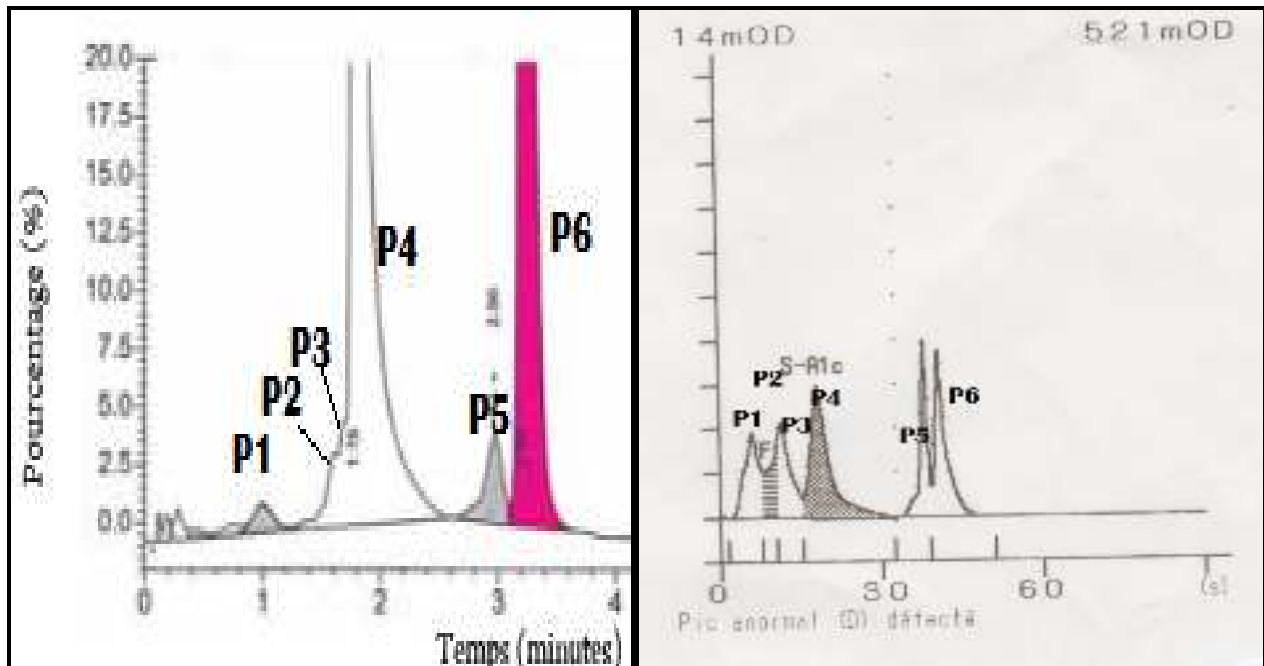 Pourcentage (%)
20.0
17.5
15.0
12.5
10.0
7.5
5.0
2.5
0.0
P1
P2
P3
P4
P5
P6
0
1
2
3
4
Temps (minutes)
14mOD 521mOD
P1
F
P2
S-A1c
P3
P4
P5
P6
0 30 60 (s)
Pic anormal (D) détecté